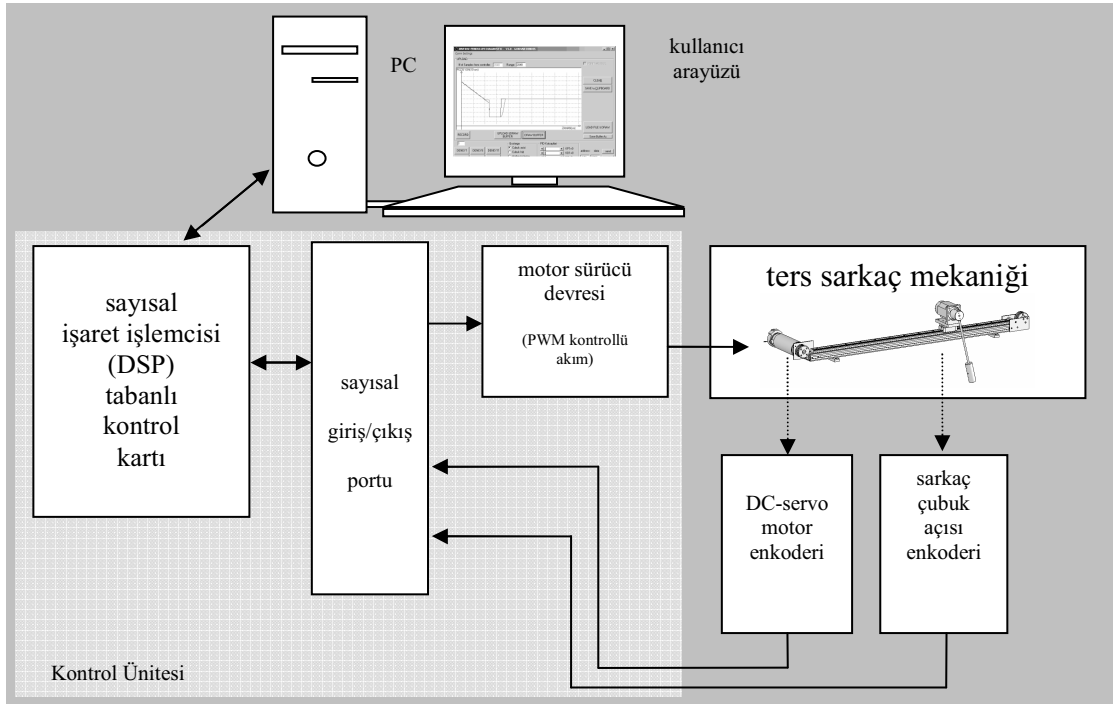 PC
kullanıcı
arayüzü
sayısal
işaret işlemcisi
(DSP)
tabanlı
kontrol
kartı
sayısal
giriş/çıkış
portu
motor sürücü
devresi
(PWM kontrollü
akım)
ters sarkaç mekaniği
DC-servo
motor
enkoderi
sarkaç
çubuk
açısı
enkoderi
Kontrol Ünitesi